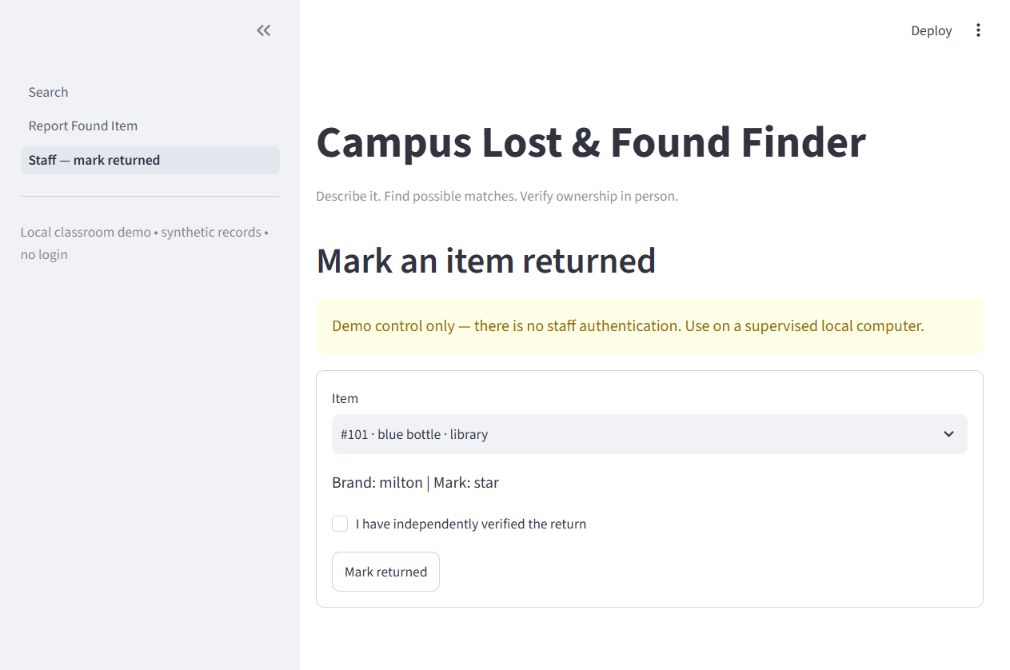 Deploy
Search
Report Found Item
Staff — mark returned
Local classroom demo • synthetic records •
no login
Campus Lost & Found Finder
Describe it. Find possible matches. Verify ownership in person.
Mark an item returned
Demo control only — there is no staff authentication. Use on a supervised local computer.
Item
#101 · blue bottle · library
Brand: milton | Mark: star
I have independently verified the return
Mark returned